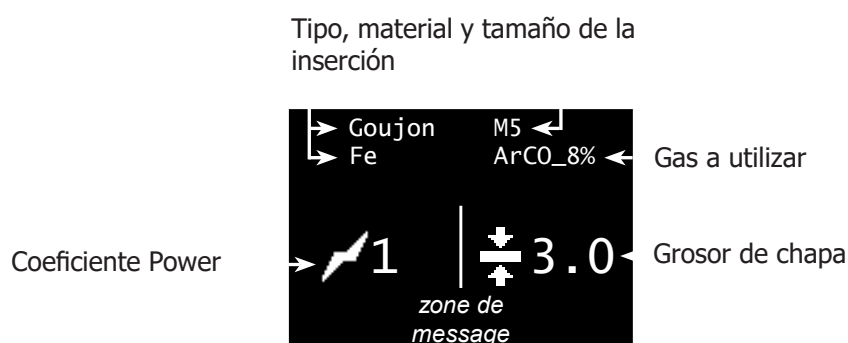 Tipo, material y tamaño de la
inserción
Goujon M5
Fe ArCO_8%
Gas a utilizar
Coeficiente Power
1
3.0
Grosor de chapa
zone de
message